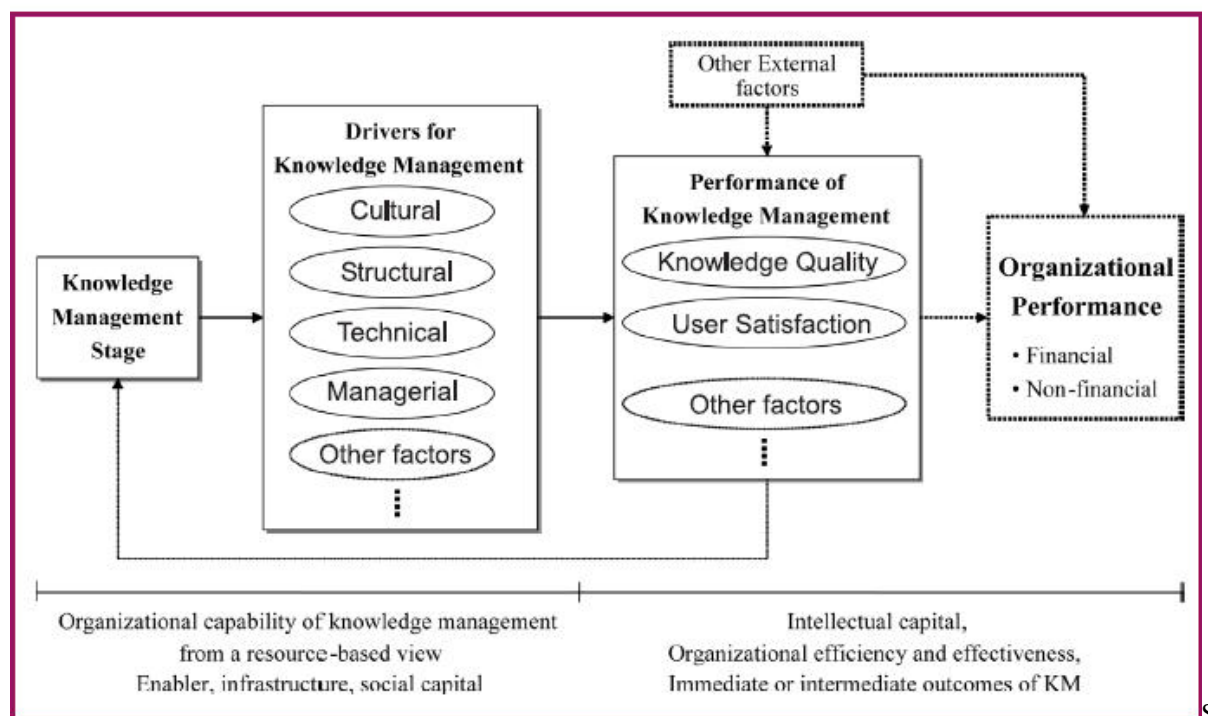 Other External
factors
Drivers for
Knowledge Management
Cultural
Structural
Technical
Managerial
Other factors
Performance of
Knowledge Management
Knowledge Quality
User Satisfaction
Other factors
Knowledge
Management
Stage
Organizational
Performance
• Financial
• Non-financial
Organizational capability of knowledge management
from a resource-based view
Enabler, infrastructure, social capital
Intellectual capital,
Organizational efficiency and effectiveness,
Immediate or intermediate outcomes of KM
s